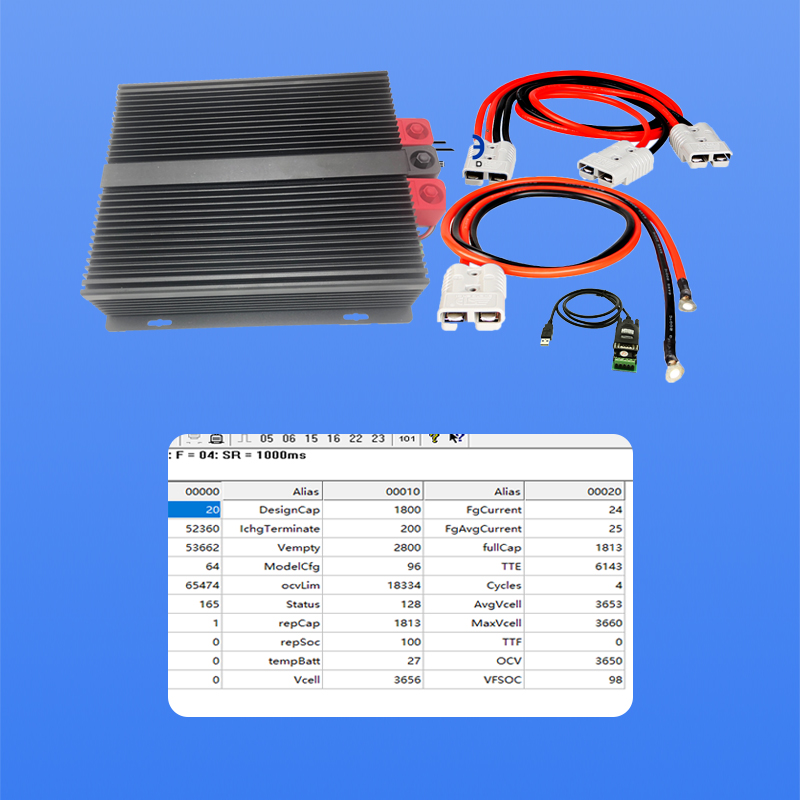 05 06 15 16 22 23 101
: F = 04: SR = 1000ms
00000 Alias 00010 Alias 00020
20 DesignCap 1800 FgCurrent 24
52360 IchgTerminate 200 FgAvgCurrent 25
53662 Vempty 2800 fullCap 1813
64 ModelCfg 96 TTE 6143
65474 ocvLim 18334 Cycles 4
165 Status 128 AvgVcell 3653
1 repCap 1813 MaxVcell 3660
0 repSoc 100 TTF 0
0 tempBatt 27 OCV 3650
0 Vcell 3656 VFSOC 98